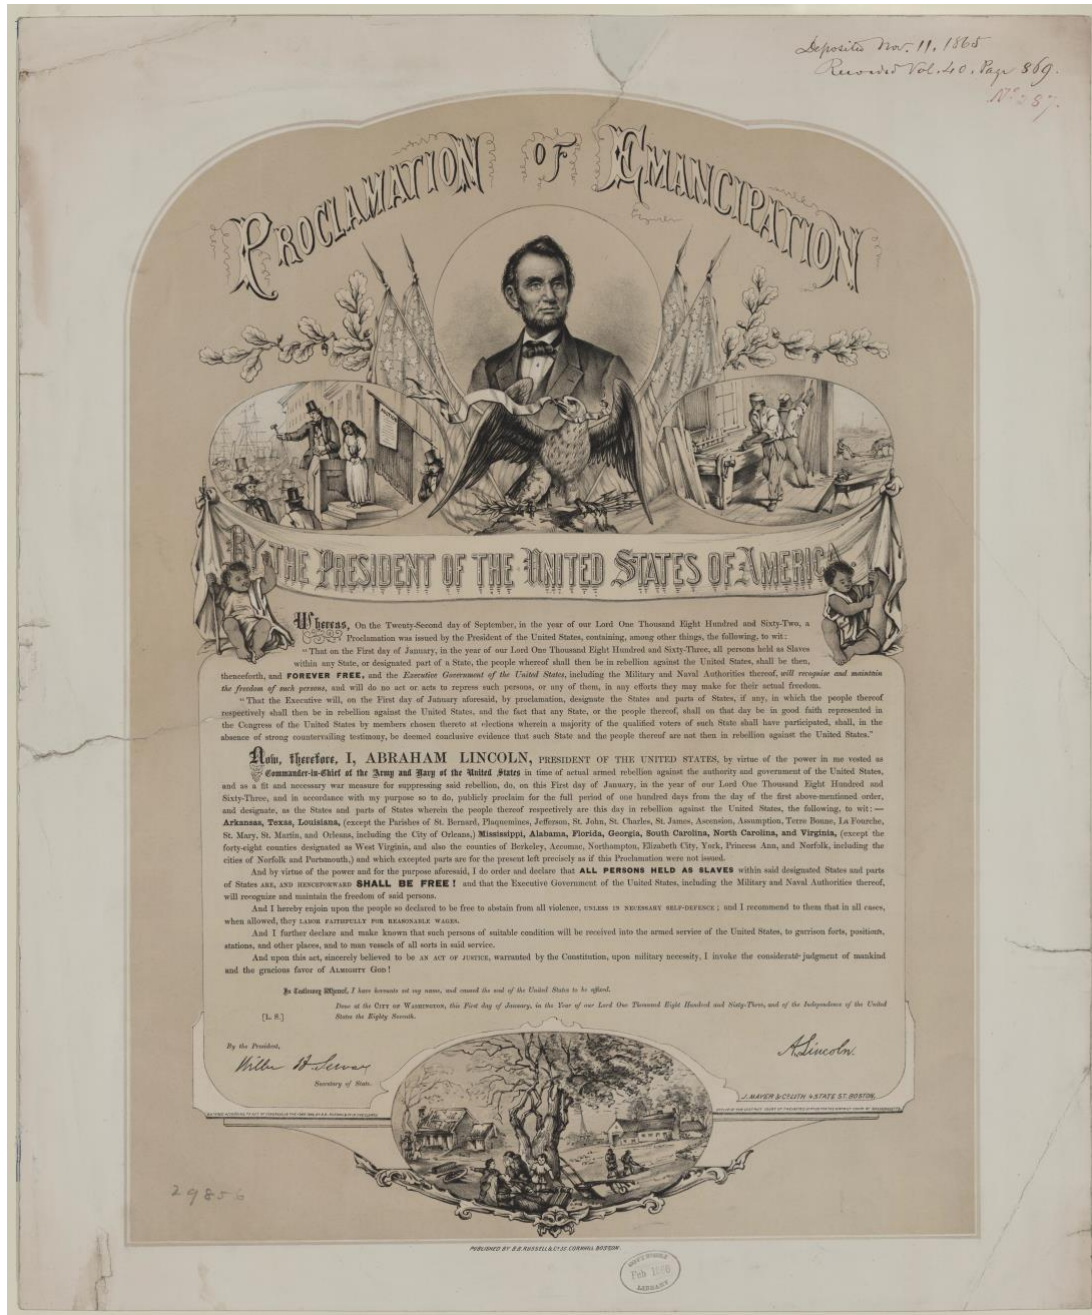 Deposited Nov. 11, 1865
Recorded Vol. 40. Page 869.
No 287.
PROCLAMATION OF EMANCIPATION
BY THE PRESIDENT OF THE UNITED STATES OF AMERICA.
Whereas, On the Twenty-Second day of September, in the year of our Lord One Thousand Eight Hundred and Sixty-Two, a
Proclamation was issued by the President of the United States, containing, among other things, the following, to wit:
"That on the First day of January, in the year of our Lord One Thousand Eight Hundred and Sixty-Three, all persons held as Slaves
within any State, or designated part of a State, the people whereof shall then be in rebellion against the United States, shall be then,
thenceforth, and FOREVER FREE, and the Executive Government of the United States, including the Military and Naval Authorities thereof, will recognize and maintain
the freedom of such persons, and will do no act or acts to repress such persons, or any of them, in any efforts they may make for their actual freedom.
"That the Executive will, on the First day of January aforesaid, by proclamation, designate the States and parts of States, if any, in which the people thereof
respectively shall then be in rebellion against the United States, and the fact that any State, or the people thereof, shall on that day be in good faith represented in
the Congress of the United States by members chosen thereto at elections wherein a majority of the qualified voters of such State shall have participated, shall, in the
absence of strong countervailing testimony, be deemed conclusive evidence that such State and the people thereof are not then in rebellion against the United States."
Now, therefore, I, ABRAHAM LINCOLN, PRESIDENT OF THE UNITED STATES, by virtue of the power in me vested as
Commander-in-Chief of the Army and Navy of the United States in time of actual armed rebellion against the authority and government of the United States,
and as a fit and necessary war measure for suppressing said rebellion, do, on this First day of January, in the year of our Lord One Thousand Eight Hundred and
Sixty-Three, and in accordance with my purpose so to do, publicly proclaim for the full period of one hundred days from the day of the first above-mentioned order,
and designate, as the States and parts of States wherein the people thereof respectively are this day in rebellion against the United States, the following, to wit:—
Arkansas, Texas, Louisiana, (except the Parishes of St. Bernard, Plaquemines, Jefferson, St. John, St. Charles, St. James, Ascension, Assumption, Terre Bonne, La Fourche,
St. Mary, St. Martin, and Orleans, including the City of Orleans,) Mississippi, Alabama, Florida, Georgia, South Carolina, North Carolina, and Virginia, (except the
forty-eight counties designated as West Virginia, and also the counties of Berkeley, Accomac, Northampton, Elizabeth City, York, Princess Ann, and Norfolk, including the
cities of Norfolk and Portsmouth,) and which excepted parts are for the present left precisely as if this Proclamation were not issued.
And by virtue of the power and for the purpose aforesaid, I do order and declare that ALL PERSONS HELD AS SLAVES within said designated States and parts
of States ARE, AND HENCEFORWARD SHALL BE FREE! and that the Executive Government of the United States, including the Military and Naval Authorities thereof,
will recognize and maintain the freedom of said persons.
And I hereby enjoin upon the people so declared to be free to abstain from all violence, UNLESS IN NECESSARY SELF-DEFENCE; and I recommend to them that in all cases,
when allowed, they LABOR FAITHFULLY FOR REASONABLE WAGES.
And I further declare and make known that such persons of suitable condition will be received into the armed service of the United States, to garrison forts, positions,
stations, and other places, and to man vessels of all sorts in said service.
And upon this act, sincerely believed to be AN ACT OF JUSTICE, warranted by the Constitution, upon military necessity, I invoke the considerate judgment of mankind
and the gracious favor of ALMIGHTY GOD!
In Testimony Whereof, I have hereunto set my name, and caused the seal of the United States to be affixed.
Done at the CITY OF WASHINGTON, this First day of January, in the Year of our Lord One Thousand Eight Hundred and Sixty-Three, and of the Independence of the United
[L. S.] States the Eighty Seventh.
By the President,
A Lincoln.
Secretary of State.
J. MAYER & CO. LITH 4 STATE ST. BOSTON.
29856
PUBLISHED BY B.B. RUSSELL & CO. 55 CORNHILL BOSTON.
Feb 1866
LIBRARY